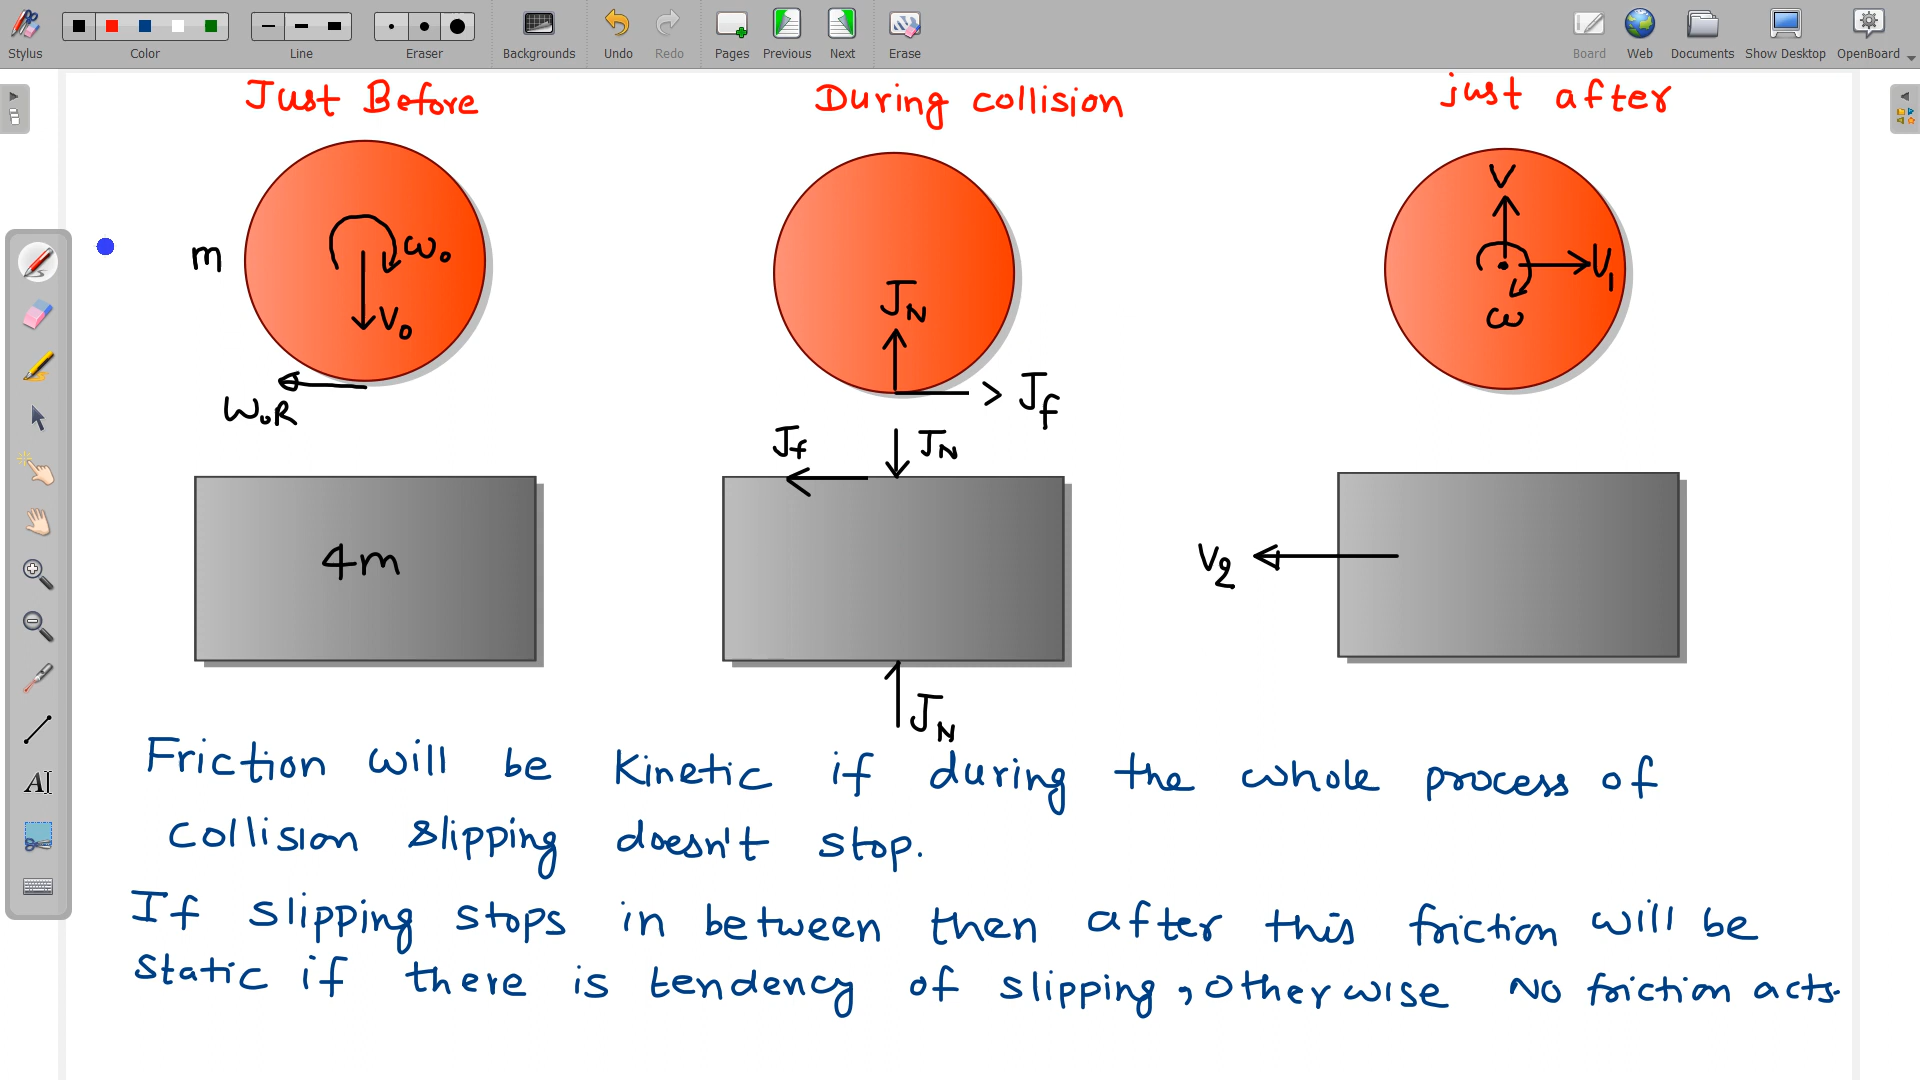 Stylus
Color
Line
Eraser
Backgrounds
Undo
Redo
Pages
Previous
Next
Erase
Board
Web
Documents
Show Desktop
OpenBoard
Just Before
During collision
just after
m
ω₀
V₀
ω₀R
4m
J_N
J_f
J_f
J_N
J_N
V
V₁
ω
V₂
Friction will be kinetic if during the whole process of
collision slipping doesn't stop.
If slipping stops in between then after this friction will be
static if there is tendency of slipping, otherwise no friction acts.
AI